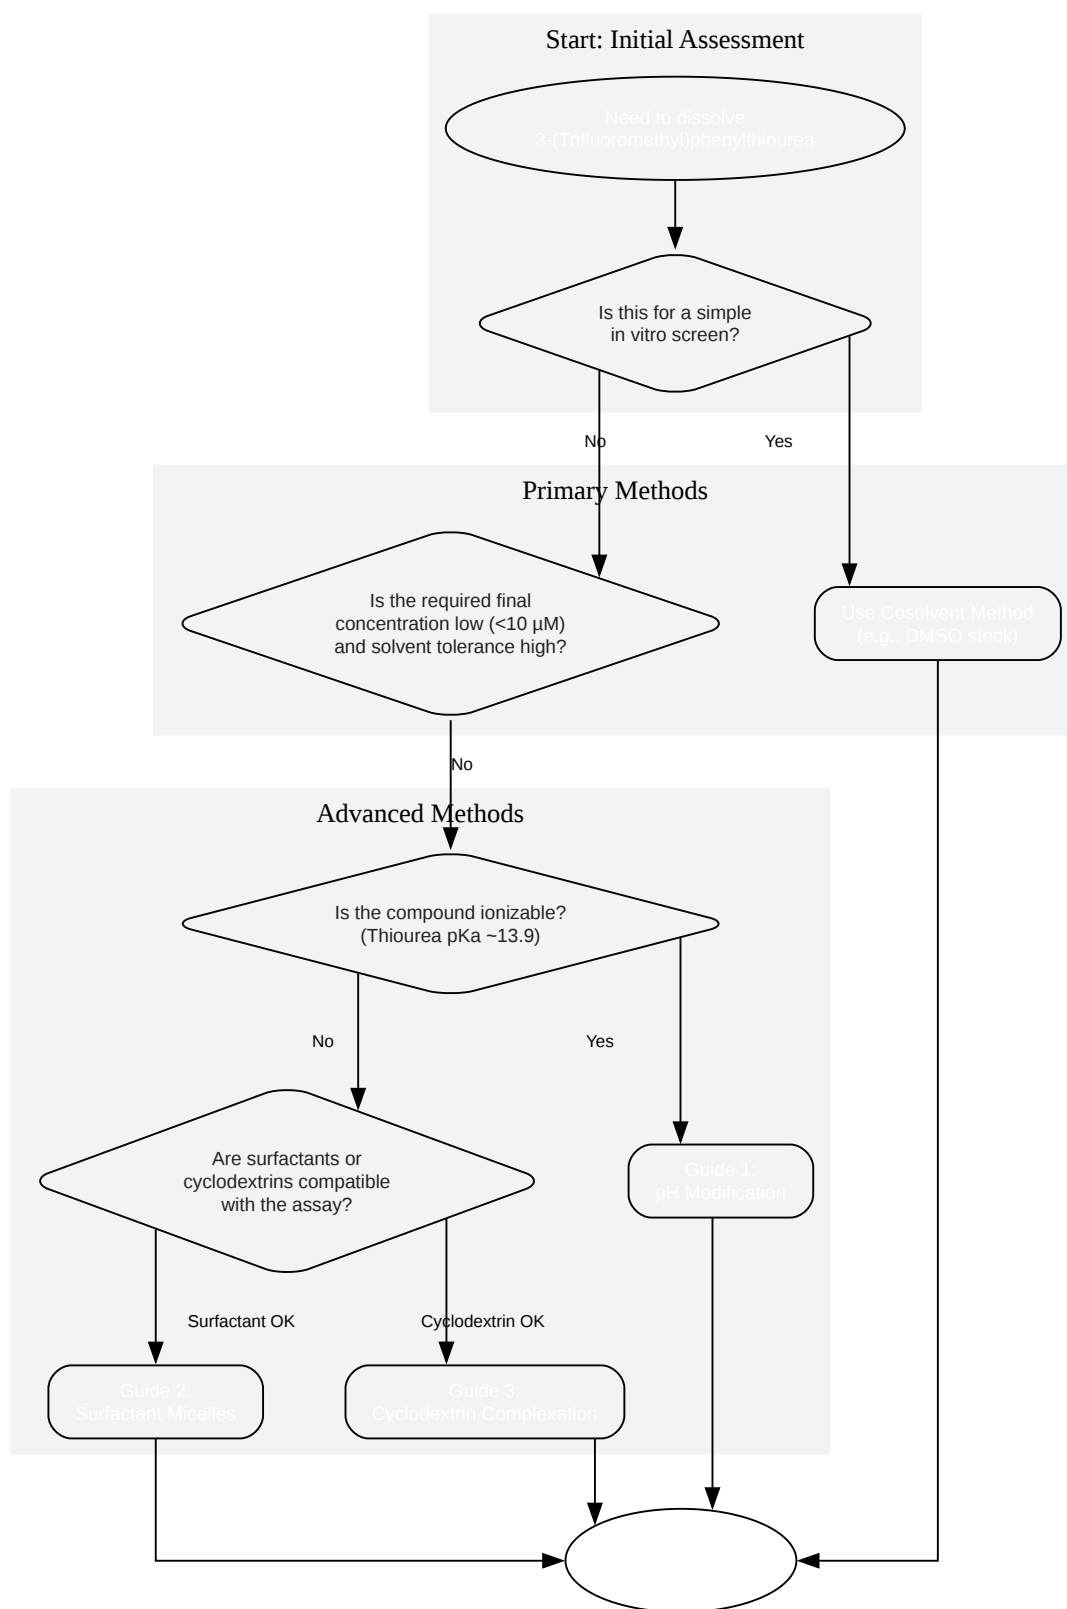 Start: Initial Assessment
Need to dissolve
3-(Trifluoromethyl)phenylthiourea
Is this for a simple
in vitro screen?
No
Yes
Primary Methods
Is the required final
concentration low (<10 µM)
and solvent tolerance high?
Use Cosolvent Method
(e.g., DMSO stock)
No
Advanced Methods
Is the compound ionizable?
(Thiourea pKa ~13.9)
No
Yes
Are surfactants or
cyclodextrins compatible
with the assay?
Guide 1:
pH Modification
Surfactant OK
Cyclodextrin OK
Guide 2:
Surfactant Micelles
Guide 3:
Cyclodextrin Complexation